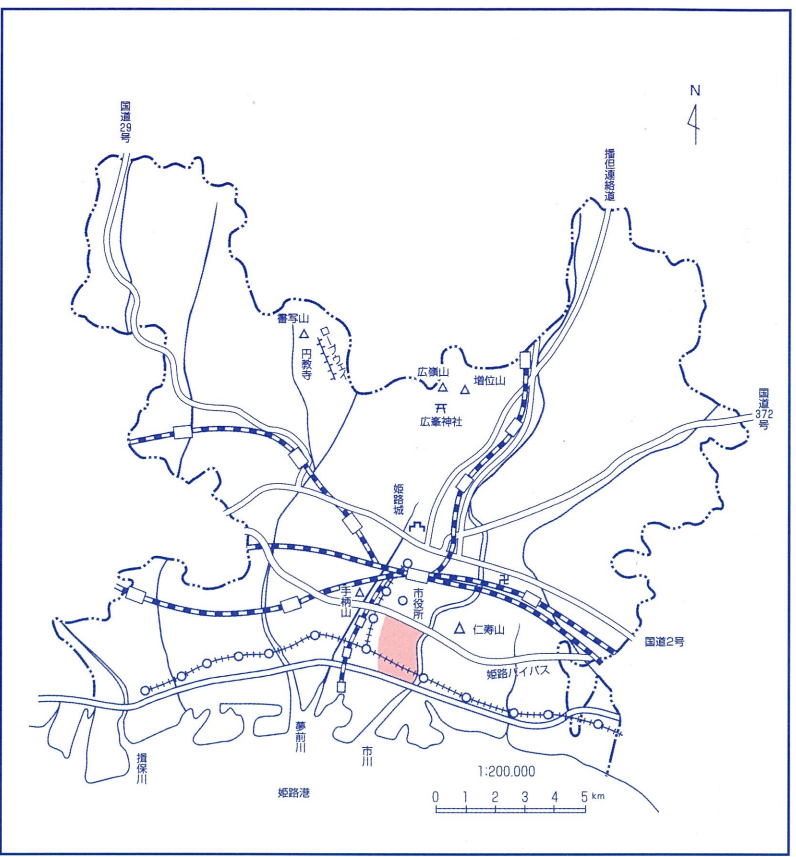 N
国道29号
播但連絡道
書写山
円教寺
ロープウェイ
広嶺山
増位山
広峯神社
国道372号
姫路城
市役所
手柄山
仁寿山
国道2号
姫路バイパス
夢前川
市川
揖保川
姫路港
1:200,000
0 1 2 3 4 5 km